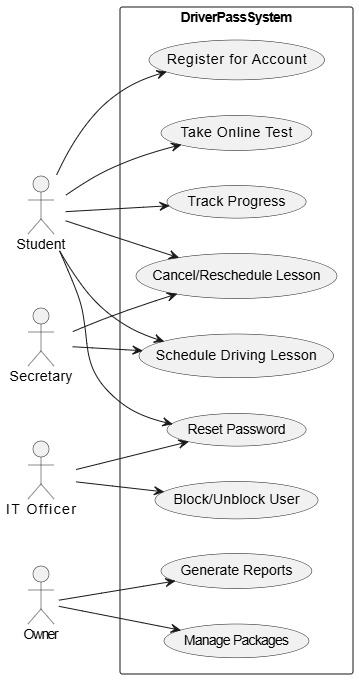 DriverPassSystem
Register for Account
Take Online Test
Track Progress
Student
Cancel/Reschedule Lesson
Schedule Driving Lesson
Secretary
Reset Password
Block/Unblock User
IT Officer
Generate Reports
Owner
Manage Packages